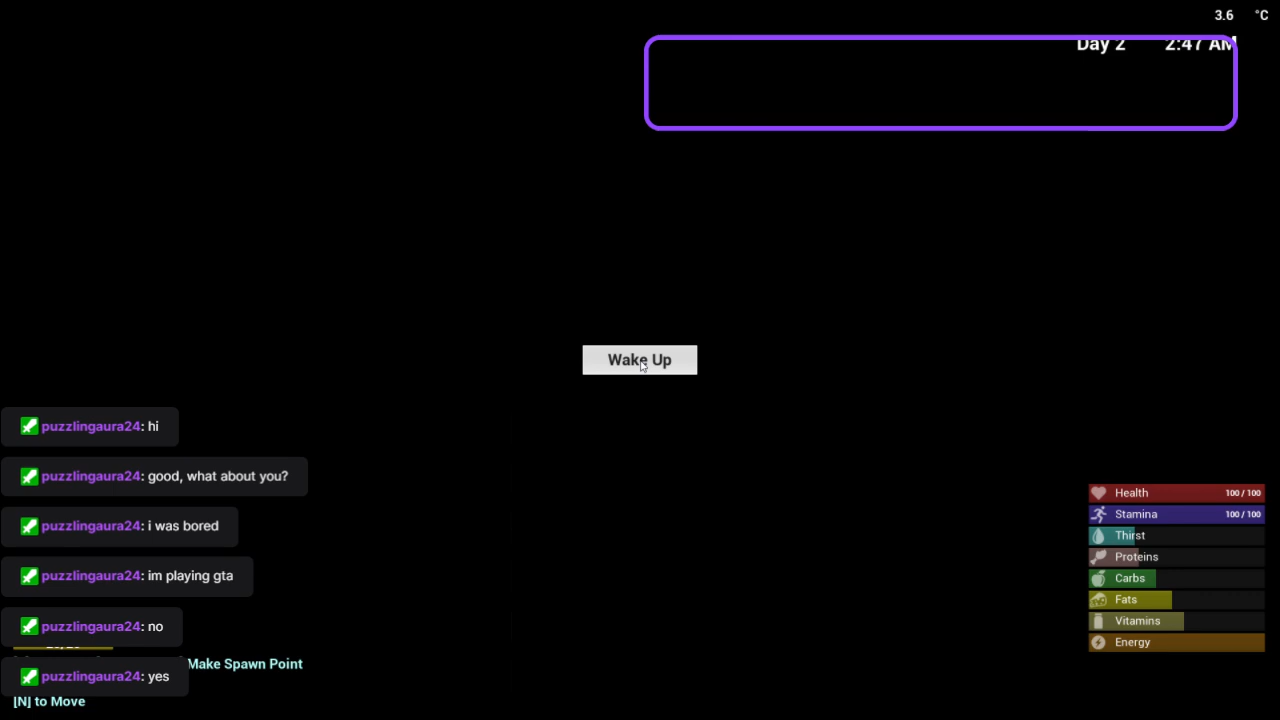 3.6 °C
Day 2 2:47 AM
Wake Up
puzzlingaura24: hi
puzzlingaura24: good, what about you?
puzzlingaura24: i was bored
puzzlingaura24: im playing gta
puzzlingaura24: no
Make Spawn Point
puzzlingaura24: yes
[N] to Move
Health 100 / 100
Stamina 100 / 100
Thirst
Proteins
Carbs
Fats
Vitamins
Energy